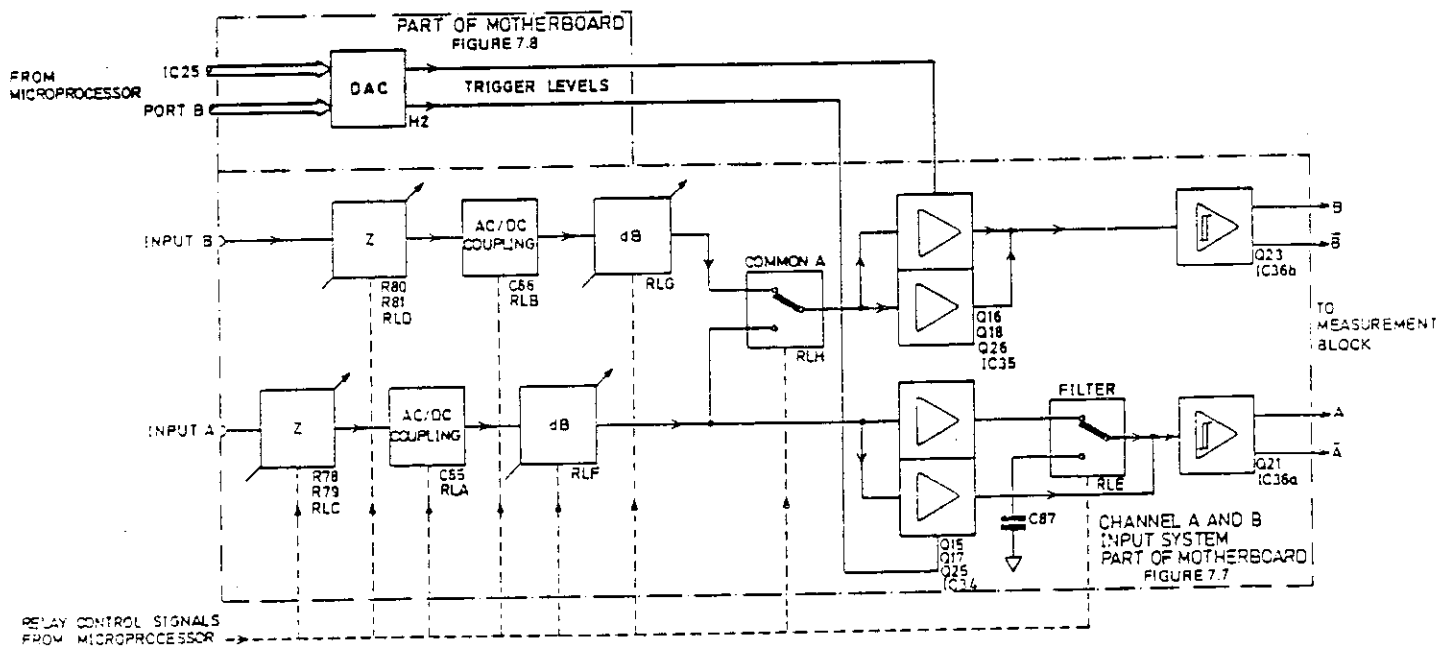 PART OF MOTHERBOARD
FIGURE 7.8
FROM
MICROPROCESSOR
IC25
PORT B
DAC
H2
TRIGGER LEVELS
INPUT B
Z
R80
R81
RLD
AC/DC
COUPLING
C56
RLB
dB
RLG
COMMON A
RLH
Q16
Q18
Q26
IC35
Q23
IC36b
B
B̅
TO
MEASUREMENT
BLOCK
INPUT A
Z
R78
R79
RLC
AC/DC
COUPLING
C55
RLA
dB
RLF
FILTER
RLE
C87
Q15
Q17
Q25
IC34
Q21
IC36a
A
A̅
CHANNEL A AND B
INPUT SYSTEM
PART OF MOTHERBOARD
FIGURE 7.7
RELAY CONTROL SIGNALS
FROM MICROPROCESSOR